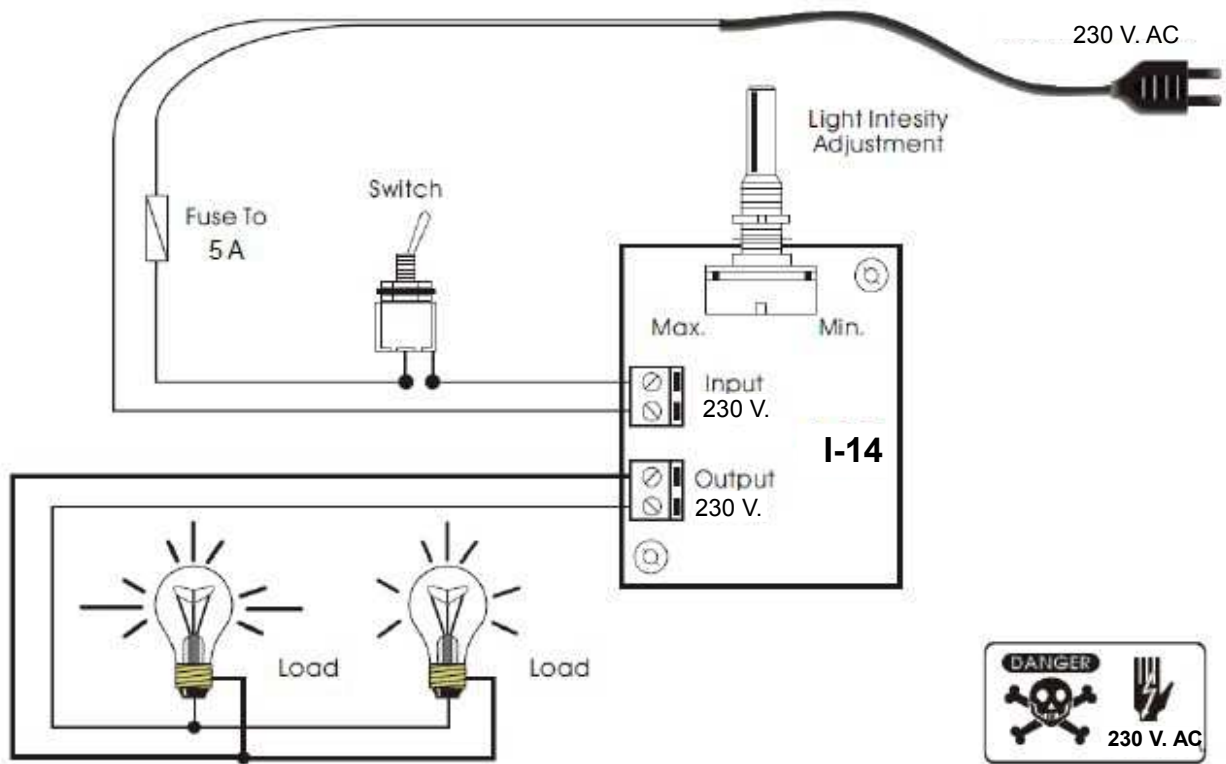 230 V. AC
Light Intesity
Adjustment
Switch
Fuse To
5 A
Max.
Min.
Input
230 V.
I-14
Output
230 V.
Load
Load
DANGER
230 V. AC